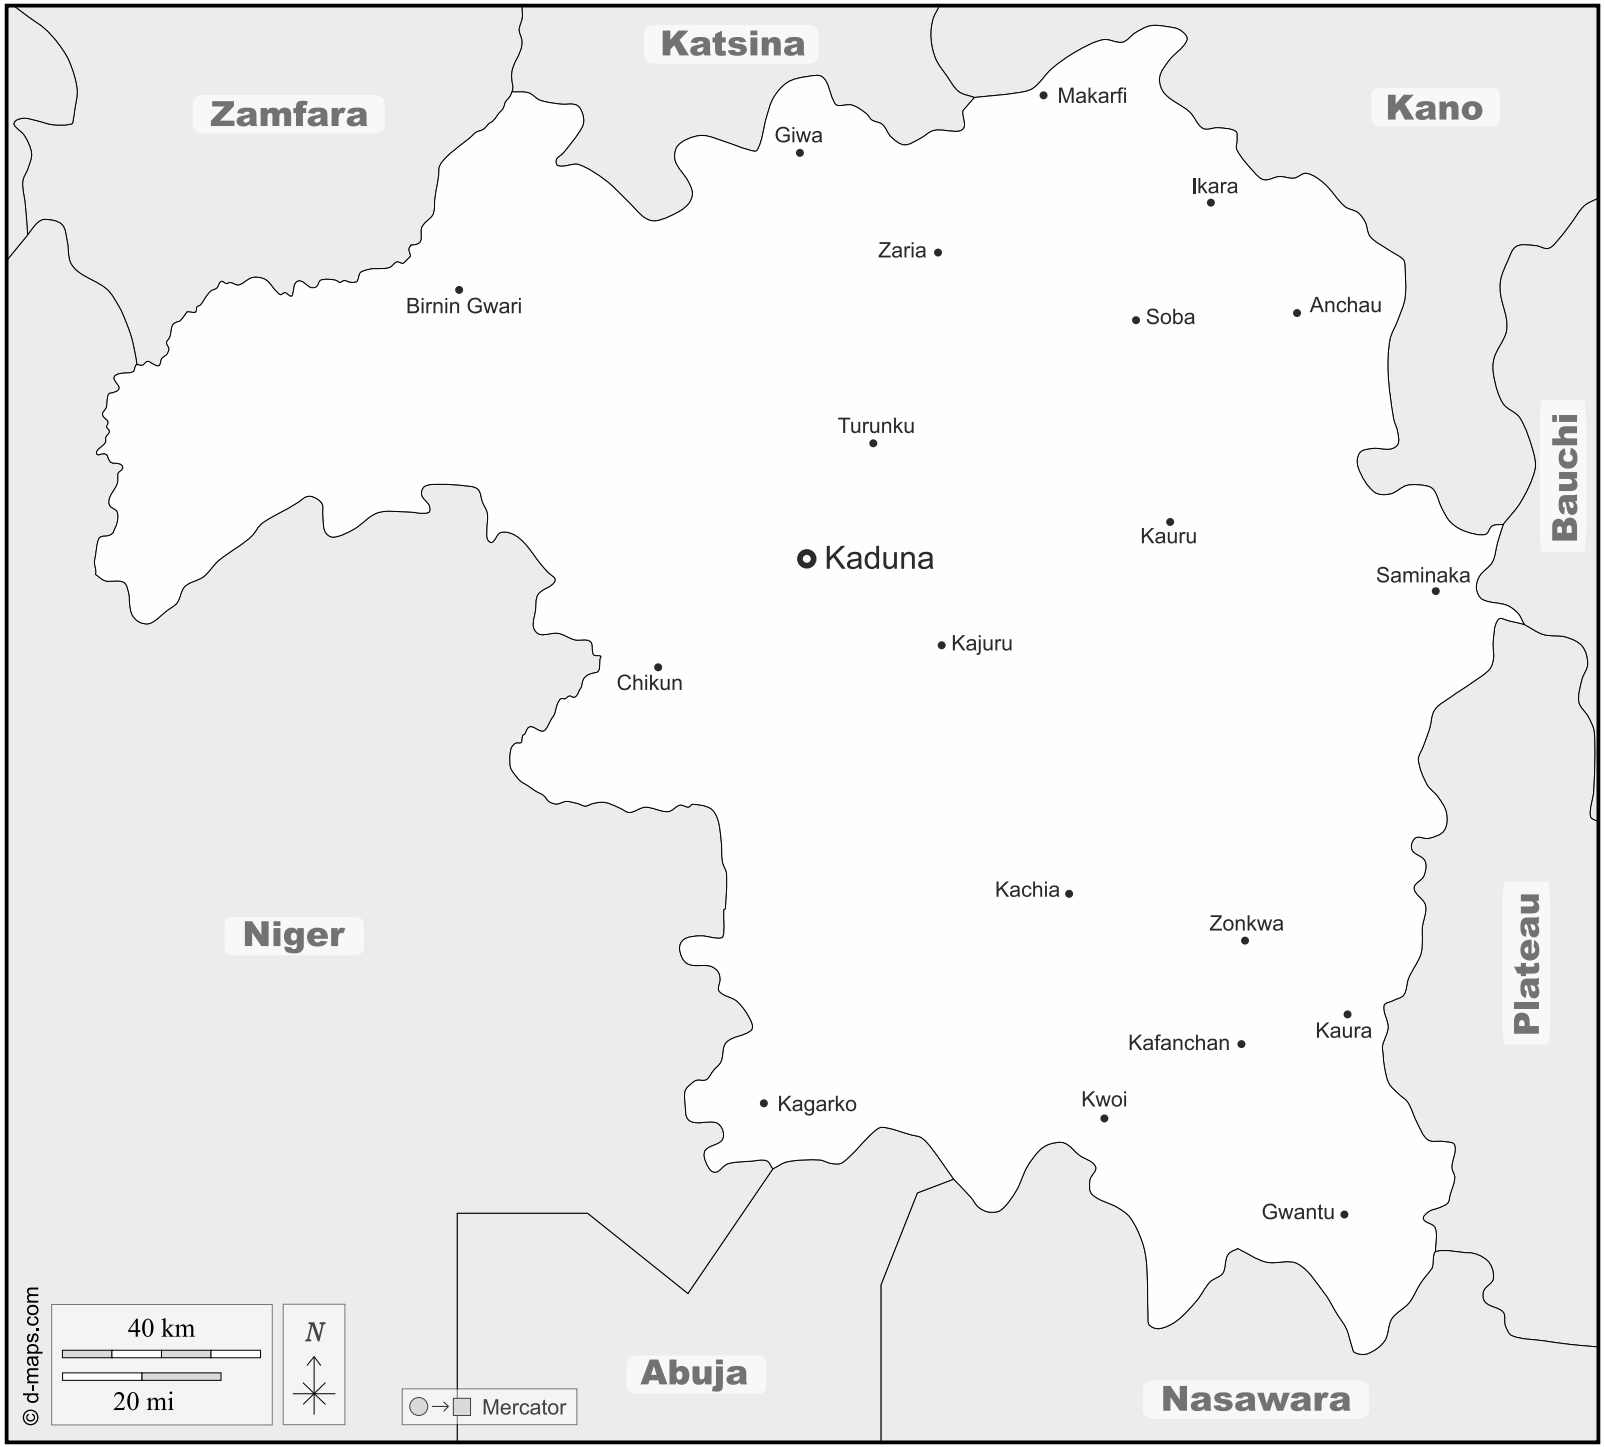 Katsina
Zamfara
Kano
Makarfi
Giwa
Ikara
Zaria
Birnin Gwari
Anchau
Soba
Turunku
Bauchi
Kauru
Kaduna
Saminaka
Kajuru
Chikun
Kachia
Zonkwa
Niger
Plateau
Kaura
Kafanchan
Kwoi
Kagarko
Gwantu
© d-maps.com
40 km
20 mi
N
Mercator
Abuja
Nasawara